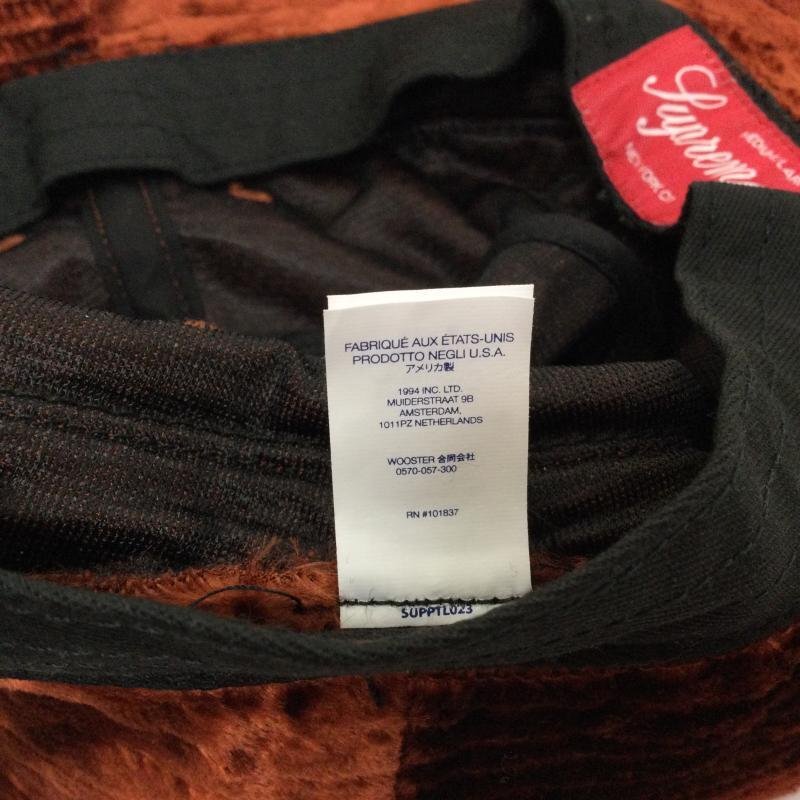 Supreme
NEW YORK
FABRIQUÉ AUX ÉTATS-UNIS
PRODOTTO NEGLI U.S.A.
アメリカ製
1994 INC. LTD.
MUIDERSTRAAT 9B
AMSTERDAM,
1011PZ NETHERLANDS
WOOSTER 合同会社
0570-057-300
RN #101837
SUPPTL023